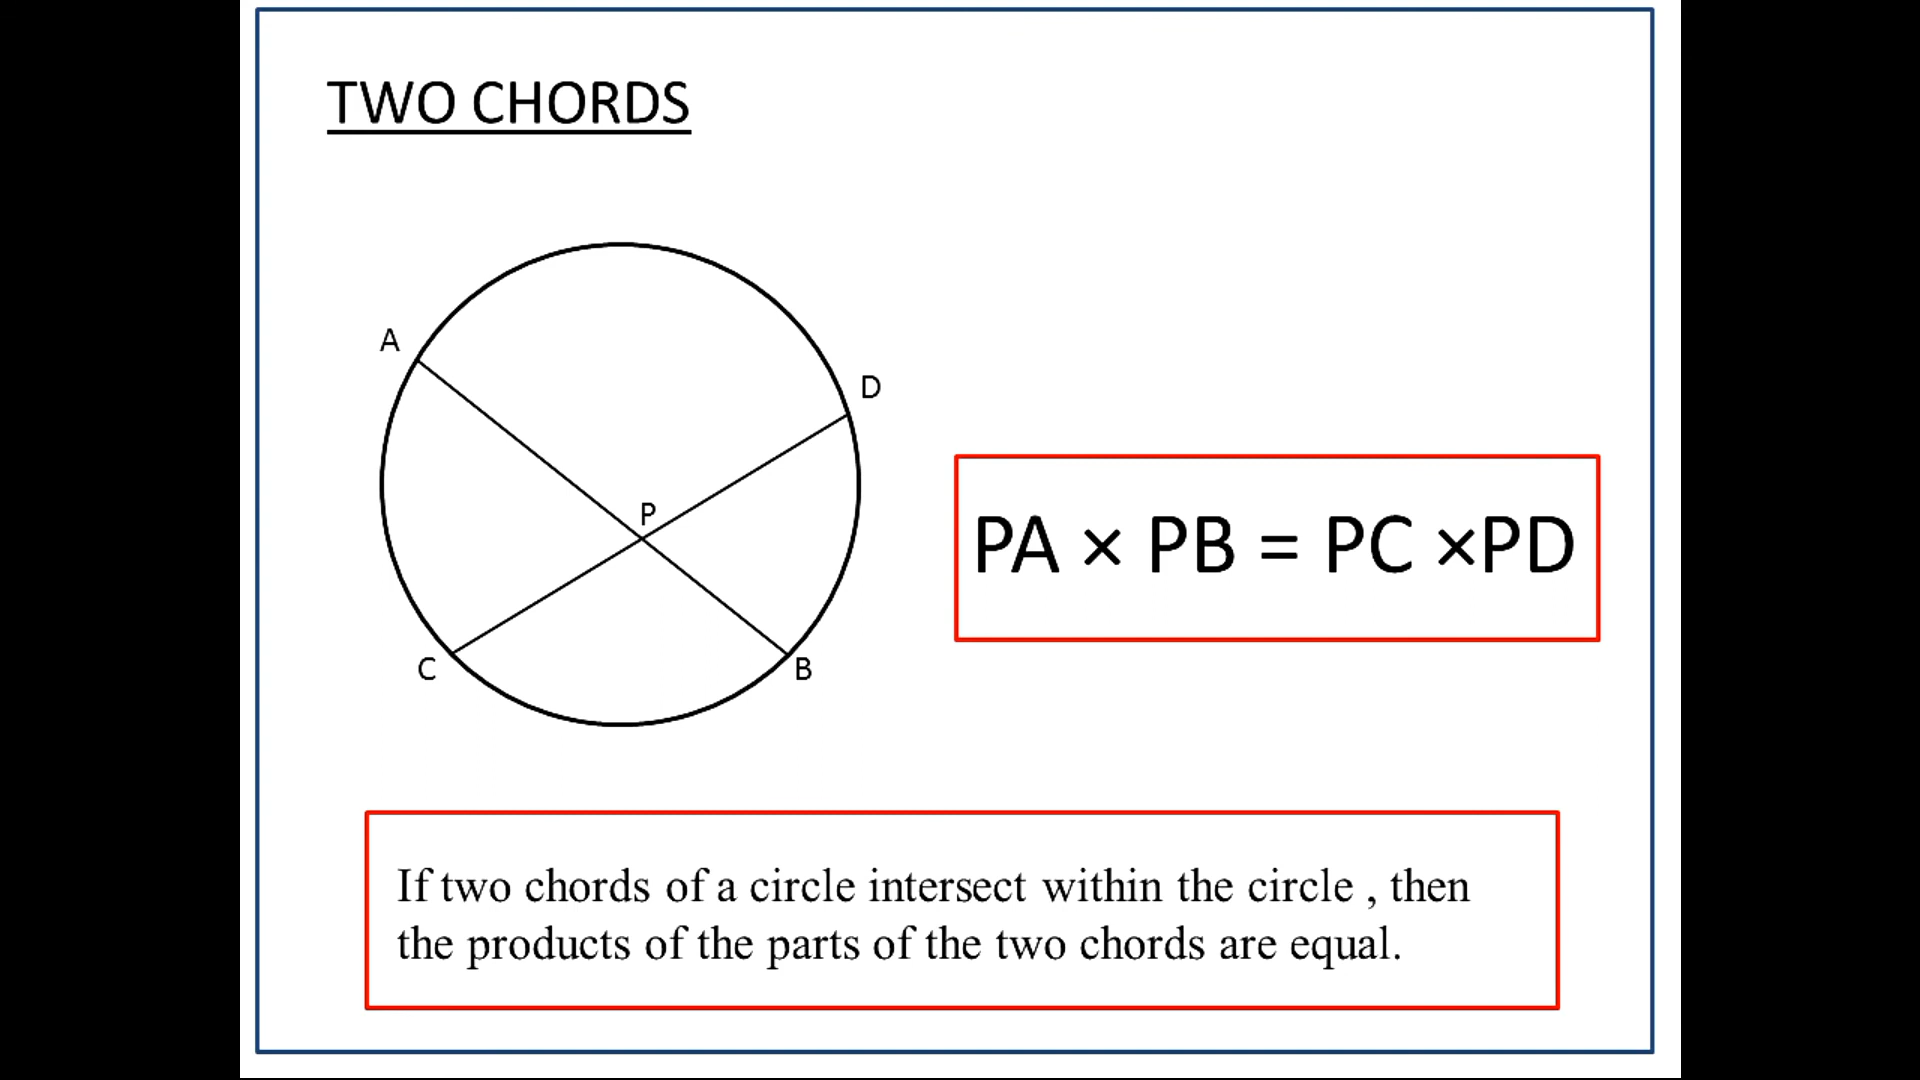 TWO CHORDS
A
D
P
PA × PB = PC ×PD
C
B
If two chords of a circle intersect within the circle , then
the products of the parts of the two chords are equal.